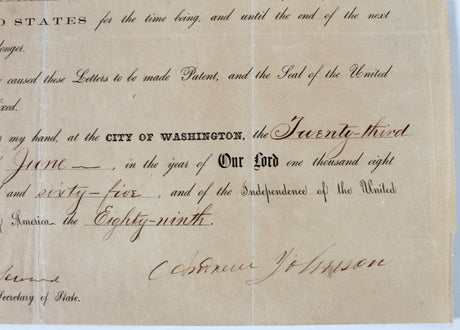 D STATES for the time being, and until the end of the next
longer.
caused these Letters to be made Patent, and the Seal of the United
ixed.
r my hand, at the CITY OF WASHINGTON, the Twenty-third
f June, in the year of Our Lord one thousand eight
and sixty-five, and of the Independence of the United
f America the Eighty-ninth.
Andrew Johnson
Secretary of State.